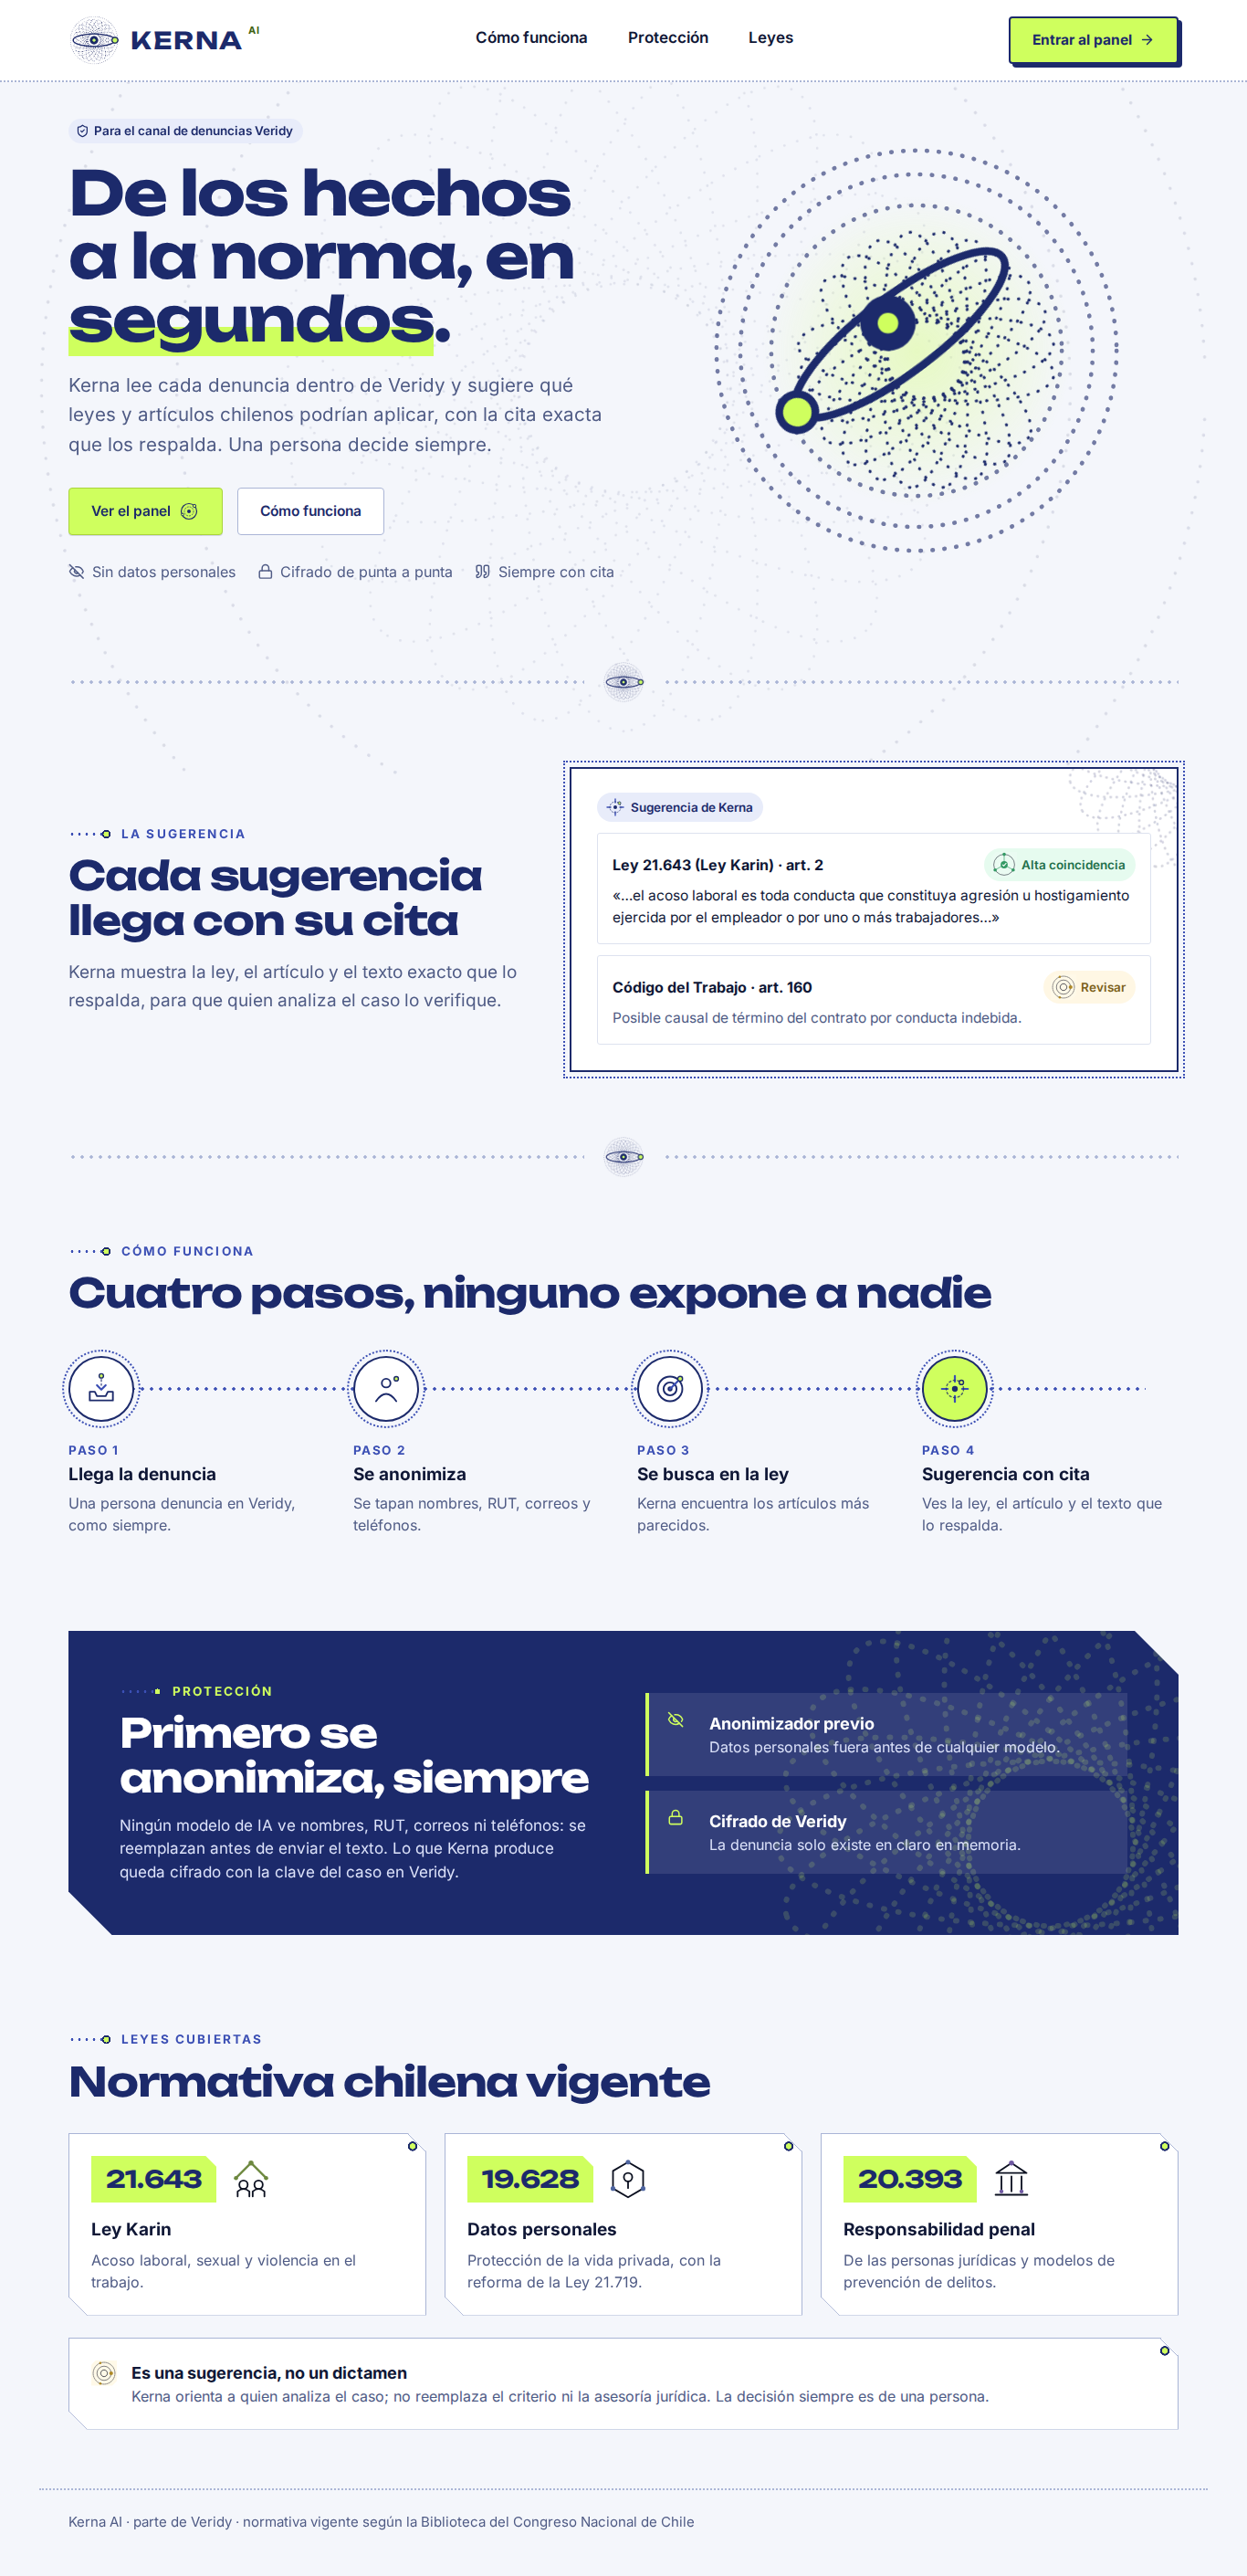 KERNA AI
Cómo funciona
Protección
Leyes
Entrar al panel
Para el canal de denuncias Veridy
De los hechos
a la norma, en
segundos.
Kerna lee cada denuncia dentro de Veridy y sugiere qué
leyes y artículos chilenos podrían aplicar, con la cita exacta
que los respalda. Una persona decide siempre.
Ver el panel
Cómo funciona
Sin datos personales
Cifrado de punta a punta
Siempre con cita
LA SUGERENCIA
Cada sugerencia
llega con su cita
Kerna muestra la ley, el artículo y el texto exacto que lo
respalda, para que quien analiza el caso lo verifique.
Sugerencia de Kerna
Ley 21.643 (Ley Karin) · art. 2
Alta coincidencia
«...el acoso laboral es toda conducta que constituya agresión u hostigamiento
ejercida por el empleador o por uno o más trabajadores...»
Código del Trabajo · art. 160
Revisar
Posible causal de término del contrato por conducta indebida.
CÓMO FUNCIONA
Cuatro pasos, ninguno expone a nadie
PASO 1
Llega la denuncia
Una persona denuncia en Veridy,
como siempre.
PASO 2
Se anonimiza
Se tapan nombres, RUT, correos y
teléfonos.
PASO 3
Se busca en la ley
Kerna encuentra los artículos más
parecidos.
PASO 4
Sugerencia con cita
Ves la ley, el artículo y el texto que
lo respalda.
PROTECCIÓN
Primero se
anonimiza, siempre
Ningún modelo de IA ve nombres, RUT, correos ni teléfonos: se
reemplazan antes de enviar el texto. Lo que Kerna produce
queda cifrado con la clave del caso en Veridy.
Anonimizador previo
Datos personales fuera antes de cualquier modelo.
Cifrado de Veridy
La denuncia solo existe en claro en memoria.
LEYES CUBIERTAS
Normativa chilena vigente
21.643
Ley Karin
Acoso laboral, sexual y violencia en el
trabajo.
19.628
Datos personales
Protección de la vida privada, con la
reforma de la Ley 21.719.
20.393
Responsabilidad penal
De las personas jurídicas y modelos de
prevención de delitos.
Es una sugerencia, no un dictamen
Kerna orienta a quien analiza el caso; no reemplaza el criterio ni la asesoría jurídica. La decisión siempre es de una persona.
Kerna AI · parte de Veridy · normativa vigente según la Biblioteca del Congreso Nacional de Chile